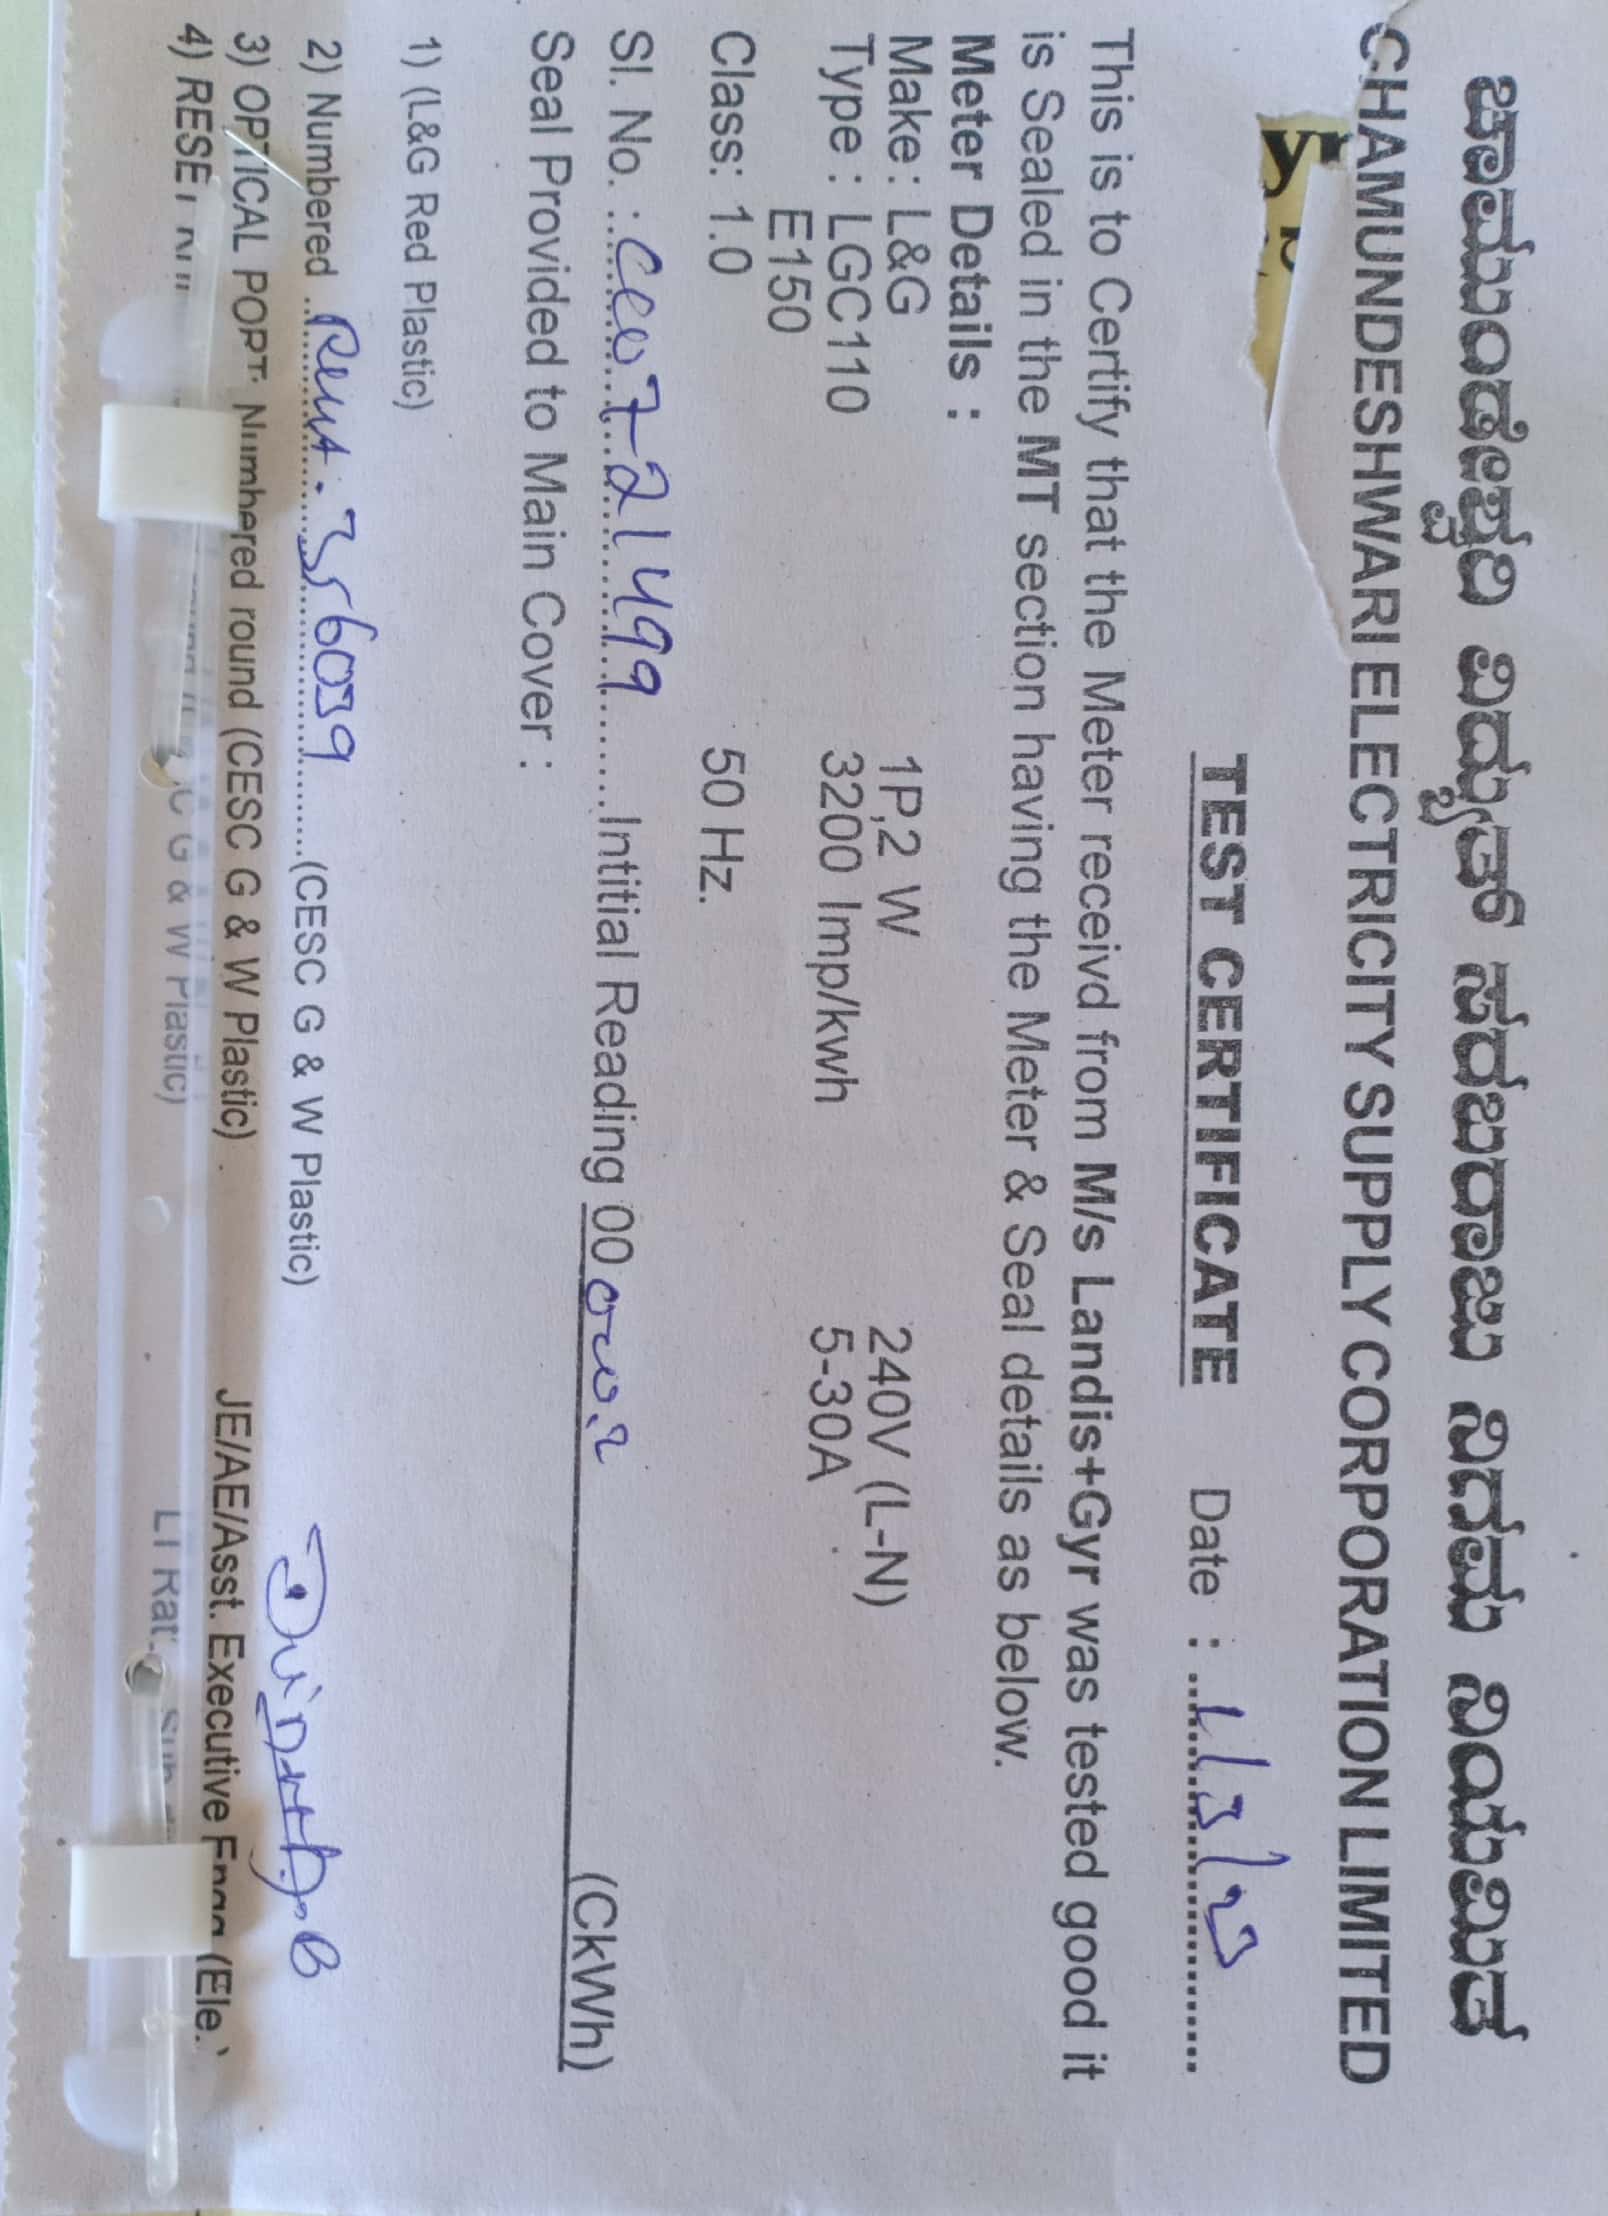 ಚಾಮುಂಡೇಶ್ವರಿ ವಿದ್ಯುತ್ ಸರಬರಾಜು ನಿಗಮ ನಿಯಮಿತ
CHAMUNDESHWARI ELECTRICITY SUPPLY CORPORATION LIMITED
TEST CERTIFICATE Date :
This is to Certify that the Meter receivd from M/s Landis+Gyr was tested good it
is Sealed in the MT section having the Meter & Seal details as below.
Meter Details :
Make : L&G 1P,2 W 240V (L-N)
Type : LGC110 3200 Imp/kwh 5-30A
E150
Class: 1.0 50 Hz.
Sl. No. : 721499 Intitial Reading 00 (CkWh)
Seal Provided to Main Cover :
1) (L&G Red Plastic)
2) Numbered (CESC G & W Plastic)
3) OPTICAL PORT- Numbered round (CESC G & W Plastic)
JE/AE/Asst. Executive Engg (Ele.
4) RESET G & W Plastic)
LT